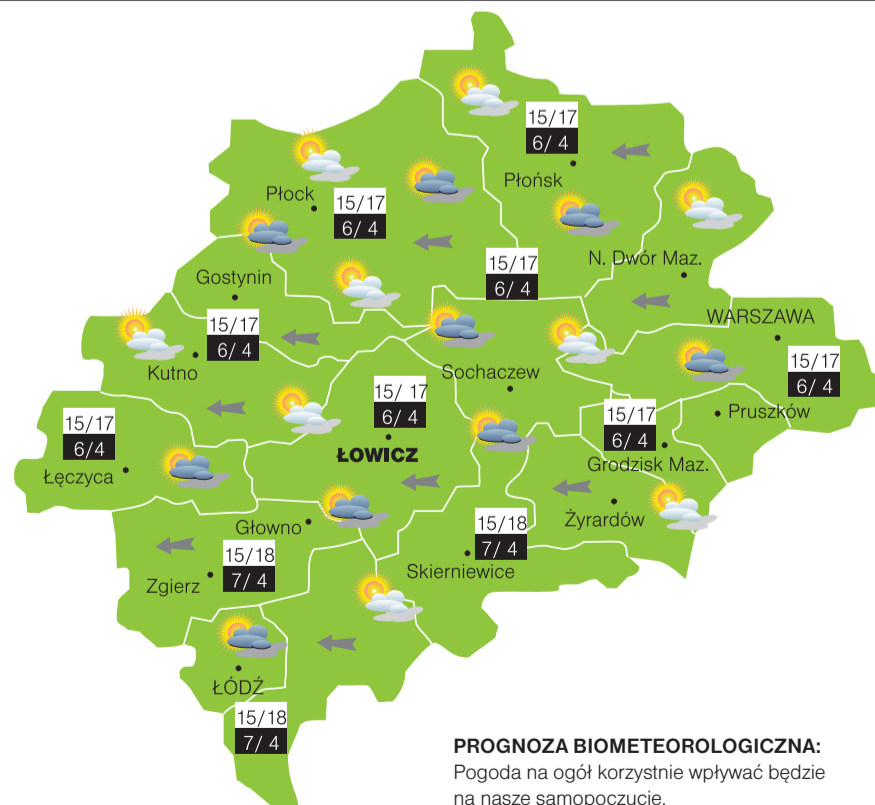 15/17
6/ 4
Płońsk
Płock
15/17
6/ 4
N. Dwór Maz.
15/17
6/ 4
Gostynin
WARSZAWA
15/17
6/ 4
Kutno
15/17
6/ 4
Sochaczew
15/ 17
6/ 4
ŁOWICZ
15/17
6/ 4
Pruszków
Grodzisk Maz.
15/17
6/4
Łęczyca
Żyrardów
Głowno
15/18
7/ 4
Skierniewice
15/18
7/ 4
Zgierz
ŁÓDŹ
15/18
7/ 4
PROGNOZA BIOMETEOROLOGICZNA:
Pogoda na ogół korzystnie wpływać będzie
na nasze samopoczucie.